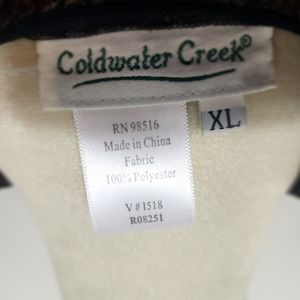 Coldwater Creek®
XL
RN 98516
Made in China
Fabric
100% Polyester
V # I518
R08251